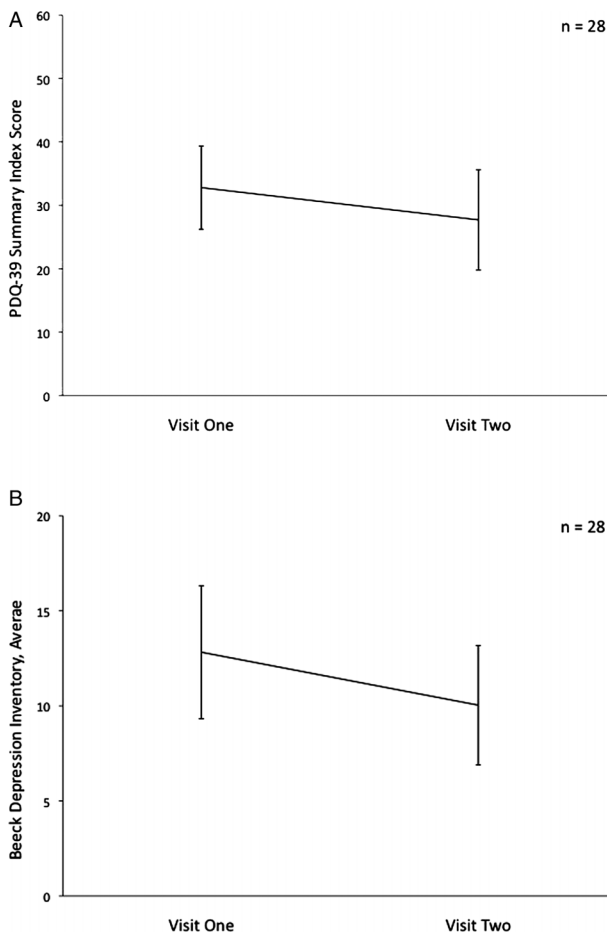 A
n = 28
PDQ-39 Summary Index Score
60
50
40
30
20
10
0
Visit One Visit Two
B
n = 28
Beeck Depression Inventory, Averae
20
15
10
5
0
Visit One Visit Two